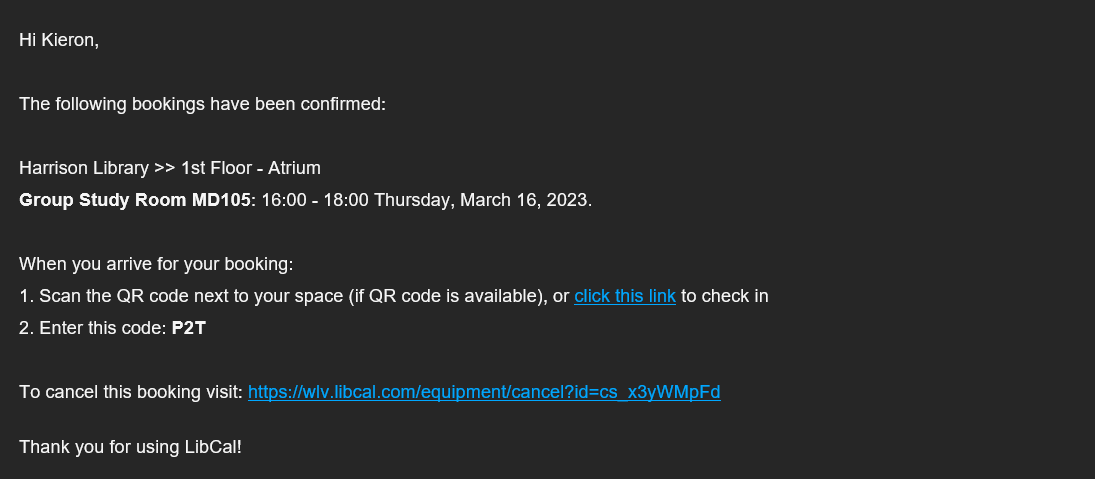 Hi Kieron,
The following bookings have been confirmed:
Harrison Library >> 1st Floor - Atrium
Group Study Room MD105: 16:00 - 18:00 Thursday, March 16, 2023.
When you arrive for your booking:
1. Scan the QR code next to your space (if QR code is available), or click this link to check in
2. Enter this code: P2T
To cancel this booking visit: https://wlv.libcal.com/equipment/cancel?id=cs_x3yWMpFd
Thank you for using LibCal!